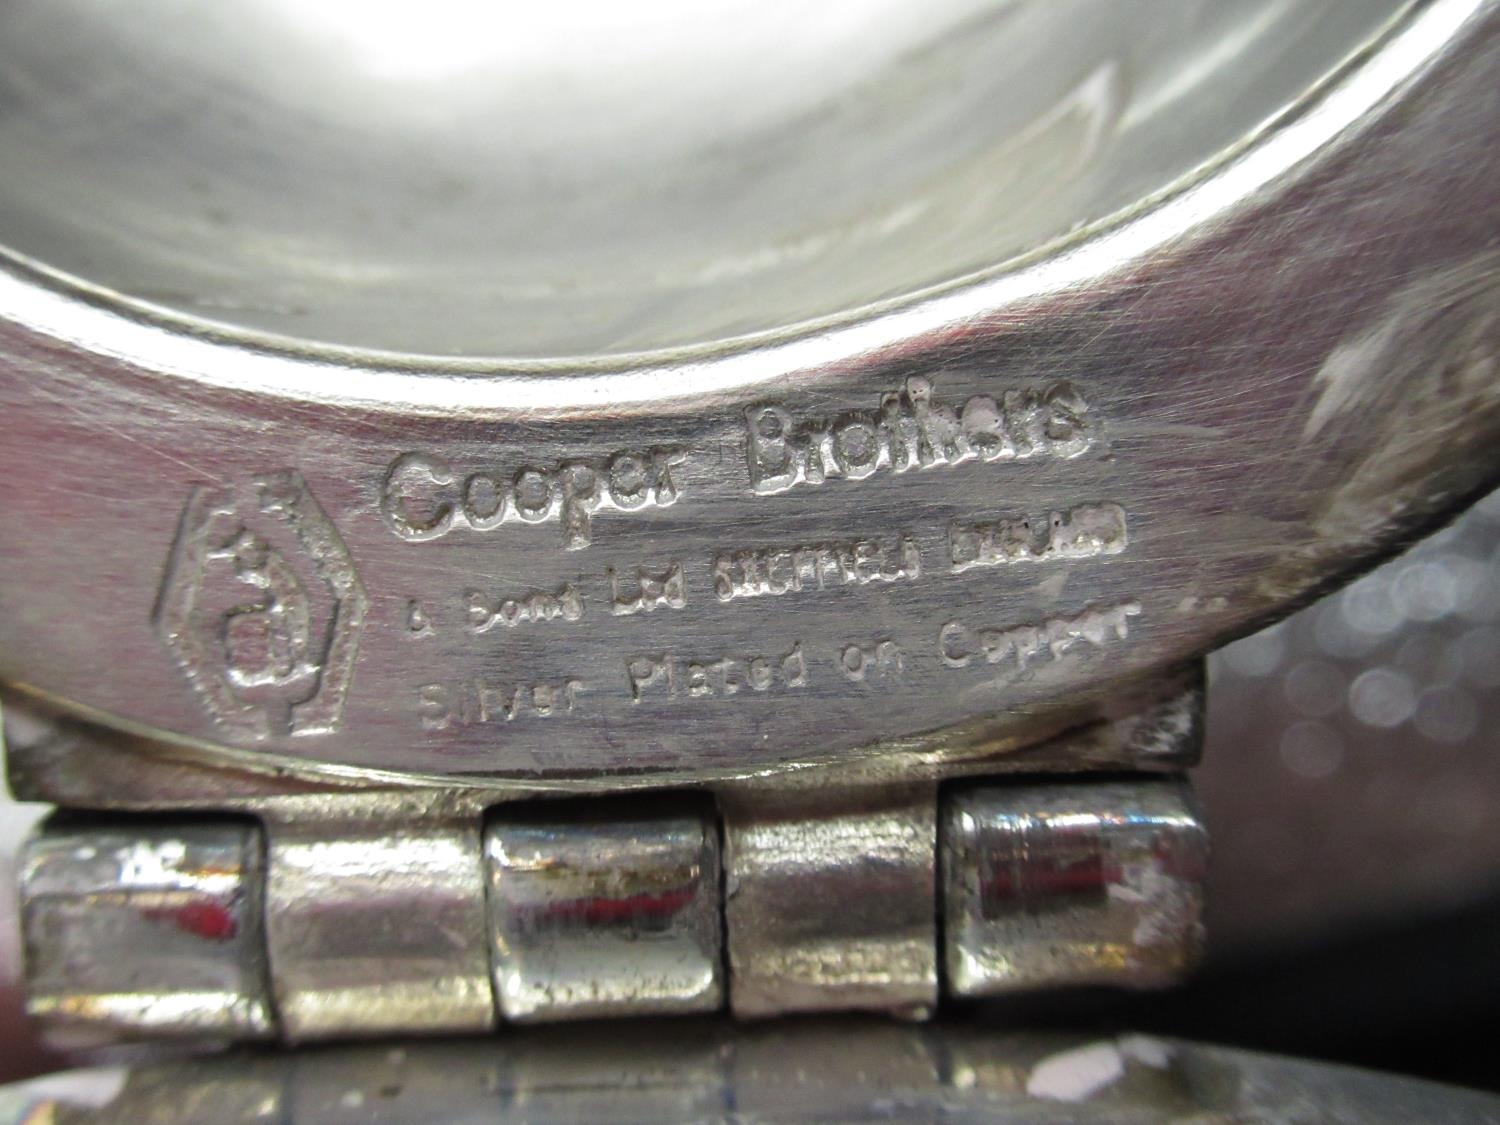 Cooper Brothers
& Sons Ltd SHEFFIELD ENGLAND
Silver Plated on Copper